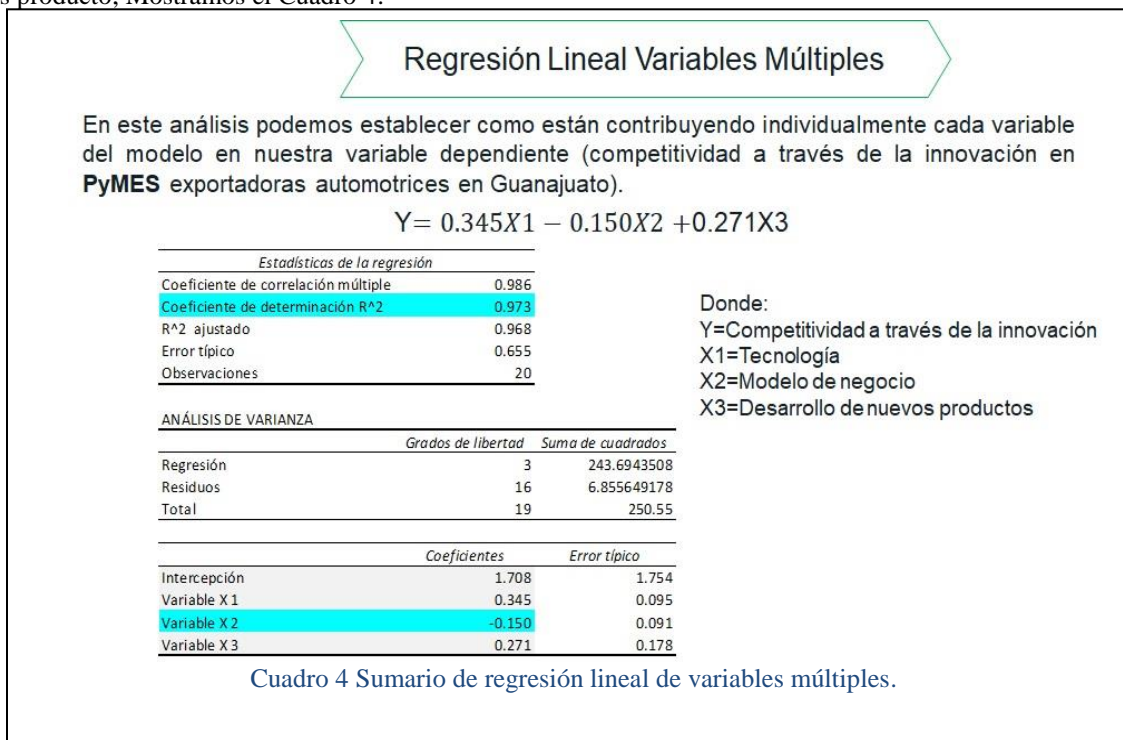 s producto, Mostramos el Cuadro 4.
Regresión Lineal Variables Múltiples
En este análisis podemos establecer como están contribuyendo individualmente cada variable
del modelo en nuestra variable dependiente (competitividad a través de la innovación en
PyMES exportadoras automotrices en Guanajuato).
Y= 0.345X1 − 0.150X2 +0.271X3
Estadísticas de la regresión
Coeficiente de correlación múltiple 0.986
Coeficiente de determinación R^2 0.973
R^2 ajustado 0.968
Error típico 0.655
Observaciones 20
Donde:
Y=Competitividad a través de la innovación
X1=Tecnología
X2=Modelo de negocio
X3=Desarrollo de nuevos productos
ANÁLISIS DE VARIANZA
Grados de libertad Suma de cuadrados
Regresión 3 243.6943508
Residuos 16 6.855649178
Total 19 250.55
Coeficientes Error típico
Intercepción 1.708 1.754
Variable X 1 0.345 0.095
Variable X 2 -0.150 0.091
Variable X 3 0.271 0.178
Cuadro 4 Sumario de regresión lineal de variables múltiples.